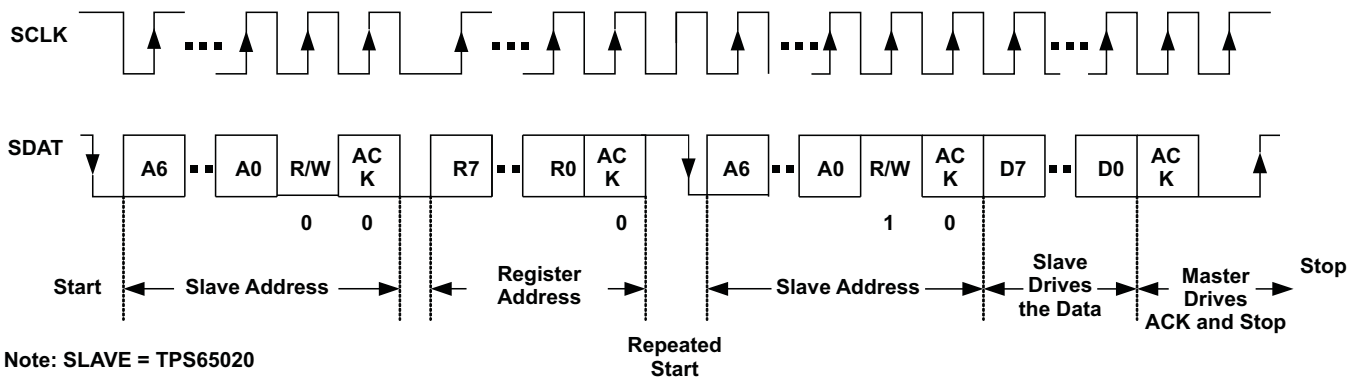 SCLK
SDAT
A6 A0 R/W AC K R7 R0 AC K A6 A0 R/W AC K D7 D0 AC K
0 0 0 1 0
Start
Slave Address
Register
Address
Repeated
Start
Slave Address
Slave
Drives
the Data
Master
Drives
ACK and Stop
Stop
Note: SLAVE = TPS65020